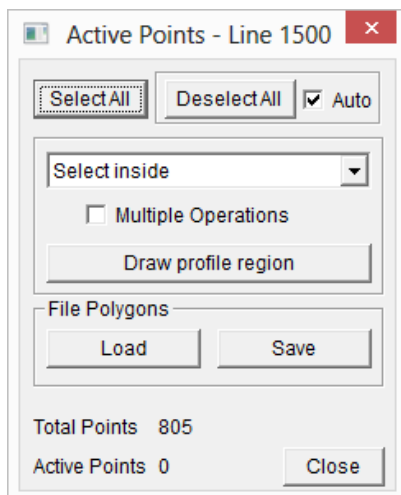 Active Points - Line 1500
Select All Deselect All Auto
Select inside
Multiple Operations
Draw profile region
File Polygons
Load Save
Total Points 805
Active Points 0 Close